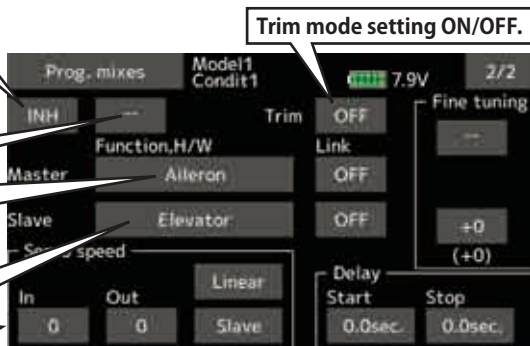 Trim mode setting ON/OFF.
Prog. mixes
Model1
Condit1
7.9V
2/2
INH
--
Trim
OFF
Fine tuning
--
Function,H/W
Link
Master
Aileron
OFF
Slave
Elevator
OFF
+0
(+0)
Servo speed
Linear
Delay
In
Out
Start
Stop
0
0
Slave
0.0sec.
0.0sec.